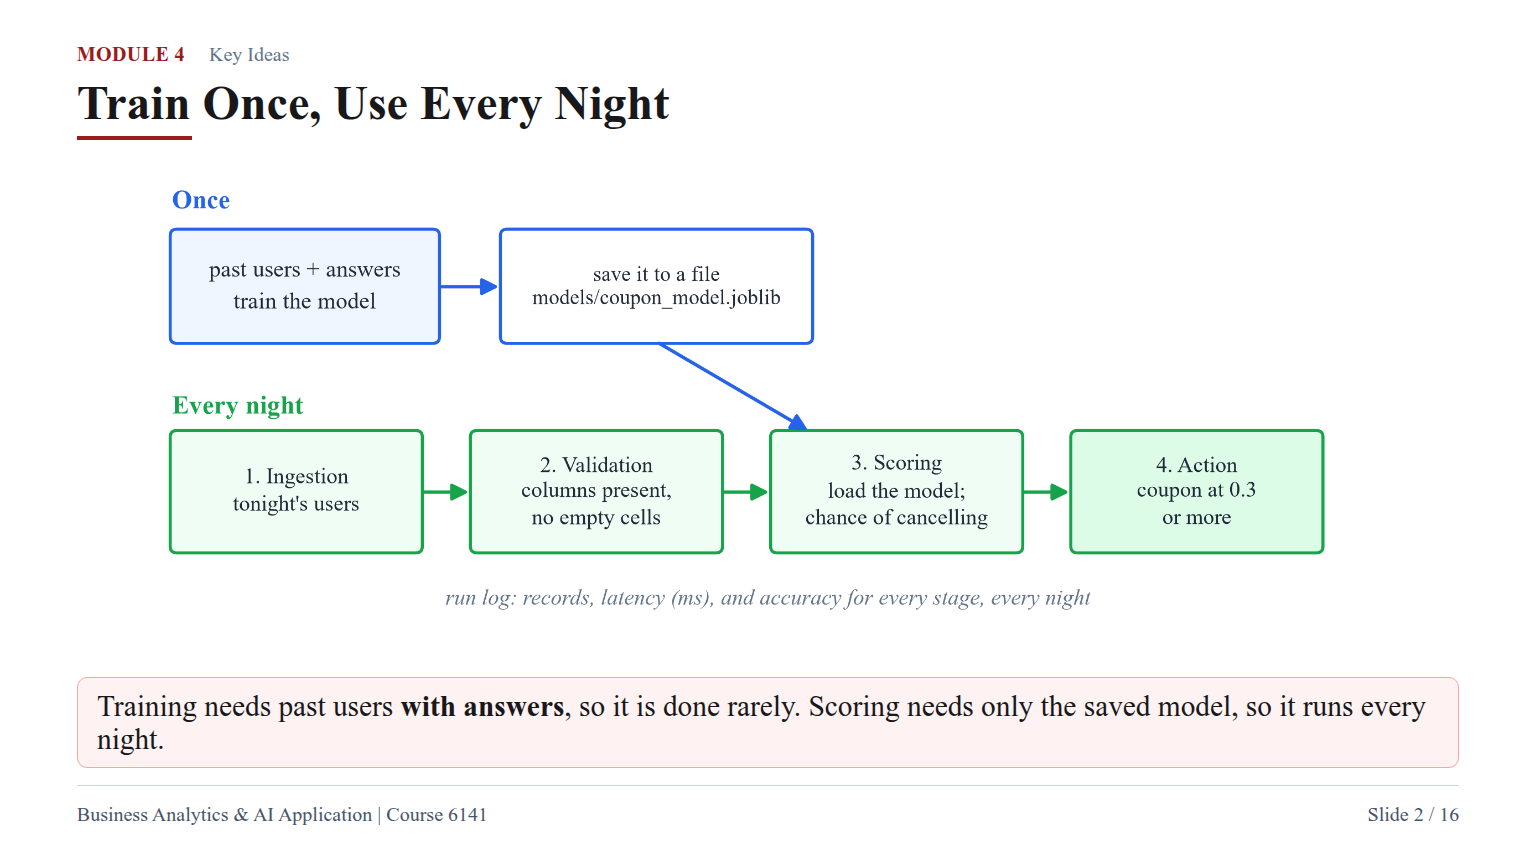 MODULE 4 Key Ideas
Train Once, Use Every Night
Once
past users + answers
train the model
save it to a file
models/coupon_model.joblib
Every night
1. Ingestion
tonight's users
2. Validation
columns present,
no empty cells
3. Scoring
load the model;
chance of cancelling
4. Action
coupon at 0.3
or more
run log: records, latency (ms), and accuracy for every stage, every night
Training needs past users with answers, so it is done rarely. Scoring needs only the saved model, so it runs every
night.
Business Analytics & AI Application | Course 6141
Slide 2 / 16